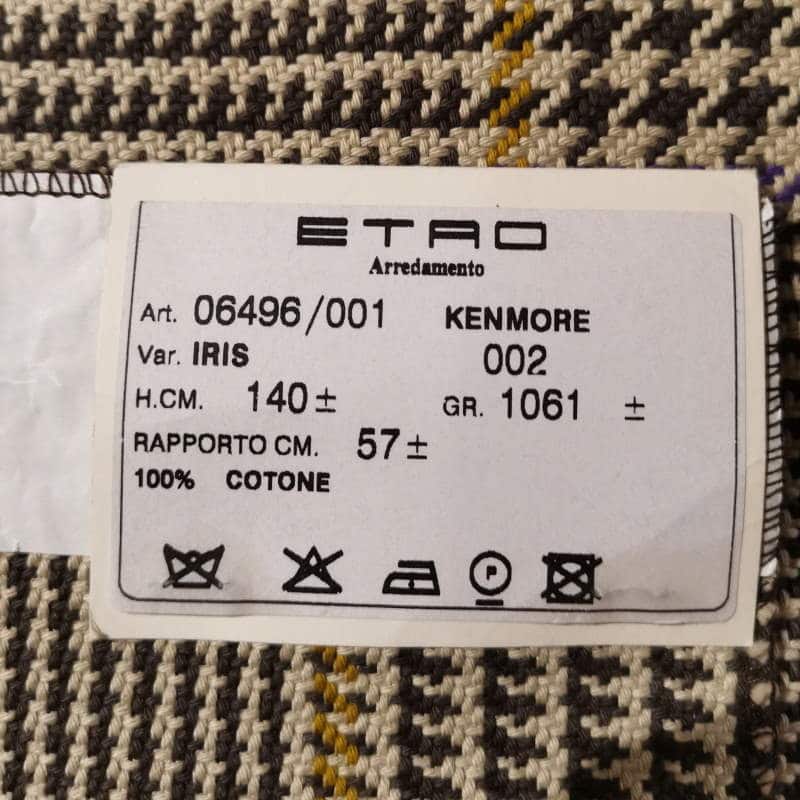 ETRO
Arredamento
Art. 06496/001 KENMORE
Var. IRIS 002
H.CM. 140± GR. 1061 ±
RAPPORTO CM. 57±
100% COTONE
P